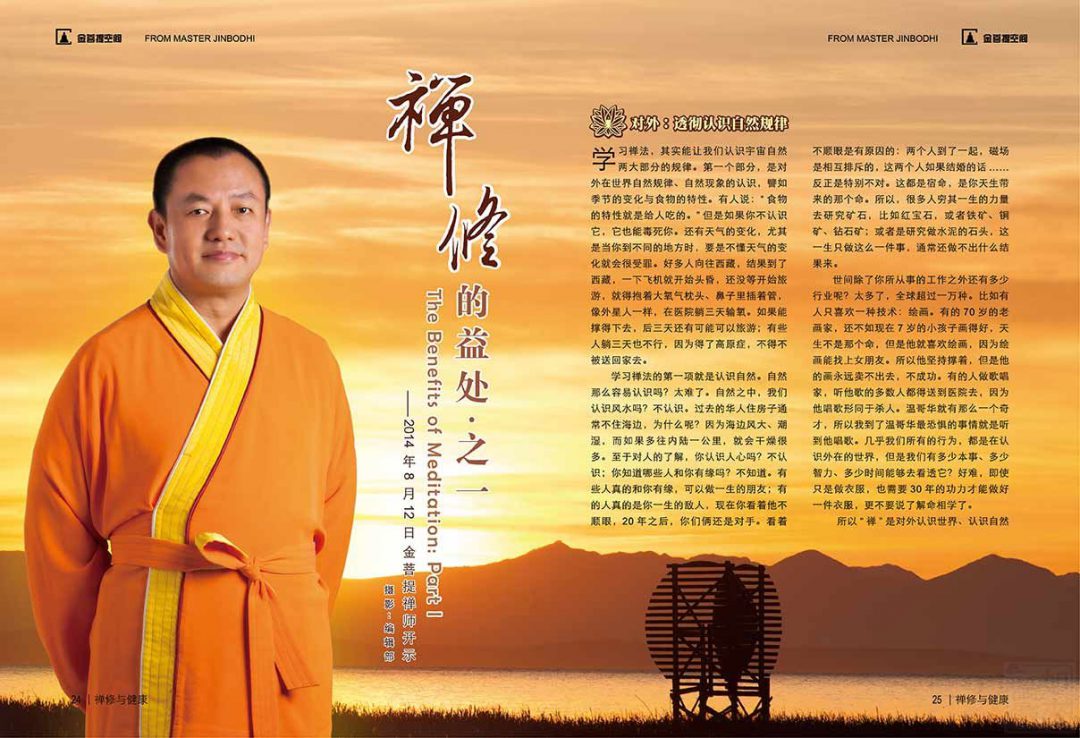 金菩提空间
FROM MASTER JINBODHI
FROM MASTER JINBODHI
金菩提空间
禅修
的益处·之一
The Benefits of Meditation: Part I
——2014年8月12日金菩提禅师开示
摄影:编辑部
对外:透彻认识自然规律
学习禅法,其实能让我们认识宇宙自然
两大部分的规律。第一个部分,是对
外在世界自然规律、自然现象的认识,譬如
季节的变化与食物的特性。有人说:“食物
的特性就是给人吃的。”但是如果你不认识
它,它也能毒死你。还有天气的变化,尤其
是当你到不同的地方时,要是不懂天气的变
化就会很受罪。好多人向往西藏,结果到了
西藏,一下飞机就开始头昏,还没等开始旅
游,就得抱着大氧气枕头、鼻子里插着管,
像外星人一样,在医院躺三天输氧。如果能
撑得下去,后三天还有可能可以旅游;有些
人躺三天也不行,因为得了高原症,不得不
被送回家去。
学习禅法的第一项就是认识自然。自然
那么容易认识吗?太难了。自然之中,我们
认识风水吗?不认识。过去的华人住房子通
常不住海边,为什么呢?因为海边风大、潮
湿,而如果多往内陆一公里,就会干燥很
多。至于对人的了解,你认识人心吗?不认
识;你知道哪些人和你有缘吗?不知道。有
些人真的和你有缘,可以做一生的朋友;有
的人真的是你一生的敌人,现在你看着他不
顺眼,20年之后,你们俩还是对手。看着
不顺眼是有原因的:两个人到了一起,磁场
是相互排斥的,这两个人如果结婚的话……
反正是特别不对。这都是宿命,是你天生带
来的那个命。所以,很多人穷其一生的力量
去研究矿石,比如红宝石,或者铁矿、铜
矿、钻石矿;或者是研究做水泥的石头,这
一生只做这么一件事,通常还做不出什么结
果来。
世间除了你所从事的工作之外还有多少
行业呢?太多了,全球超过一万种。比如有
人只喜欢一种技术:绘画。有的70岁的老
画家,还不如现在7岁的小孩子画得好,天
生不是那个命,但是他就喜欢绘画,因为绘
画能找上女朋友。所以他坚持撑着,但是他
的画永远卖不出去,不成功。有的人做歌唱
家,听他歌的多数人都得送到医院去,因为
他唱歌形同于杀人。温哥华就有那么一个奇
才,所以我到了温哥华最恐惧的事情就是听
到他唱歌。几乎我们所有的行为,都是在认
识外在的世界,但是我们有多少本事、多少
智力、多少时间能够去看透它?好难,即使
只是做衣服,也需要30年的功力才能做好
一件衣服,更不要说了解命相学了。
所以“禅”是对外认识世界、认识自然
24 | 禅修与健康
25 | 禅修与健康